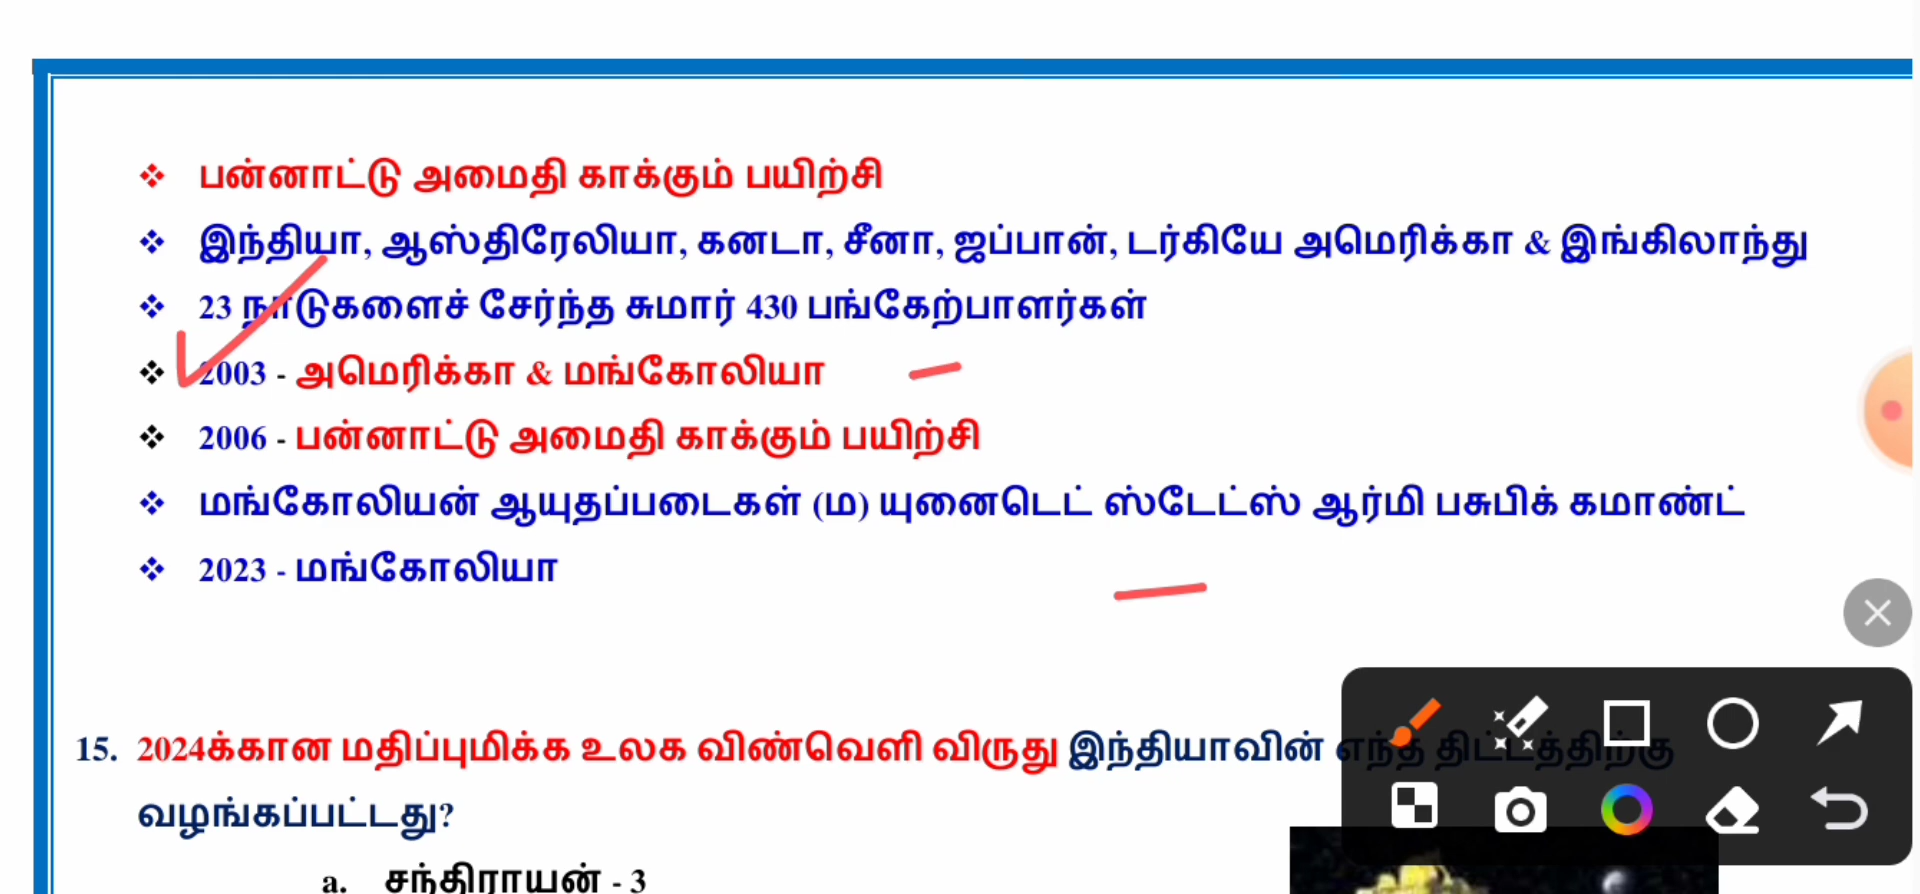 ❖ பன்னாட்டு அமைதி காக்கும் பயிற்சி
❖ இந்தியா, ஆஸ்திரேலியா, கனடா, சீனா, ஜப்பான், டர்கியே அமெரிக்கா & இங்கிலாந்து
❖ 23 நாடுகளைச் சேர்ந்த சுமார் 430 பங்கேற்பாளர்கள்
❖ 2003 - அமெரிக்கா & மங்கோலியா
❖ 2006 - பன்னாட்டு அமைதி காக்கும் பயிற்சி
❖ மங்கோலியன் ஆயுதப்படைகள் (ம) யுனைடெட் ஸ்டேட்ஸ் ஆர்மி பசுபிக் கமாண்ட்
❖ 2023 - மங்கோலியா
15. 2024க்கான மதிப்புமிக்க உலக விண்வெளி விருது இந்தியாவின் எந்த திட்டத்திற்கு
வழங்கப்பட்டது?
a. சந்திராயன் - 3